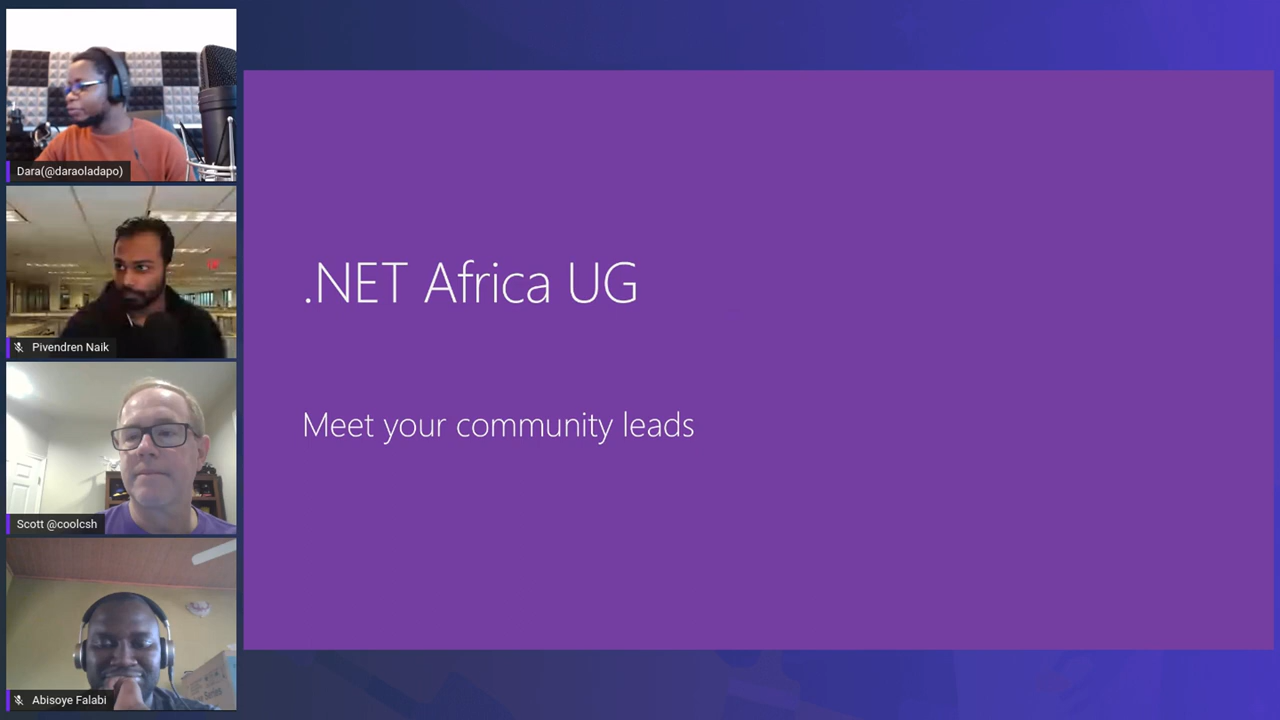 Dara(@daraoladapo)
Pivendren Naik
Scott @coolcsh
Abisoye Falabi
.NET Africa UG
Meet your community leads